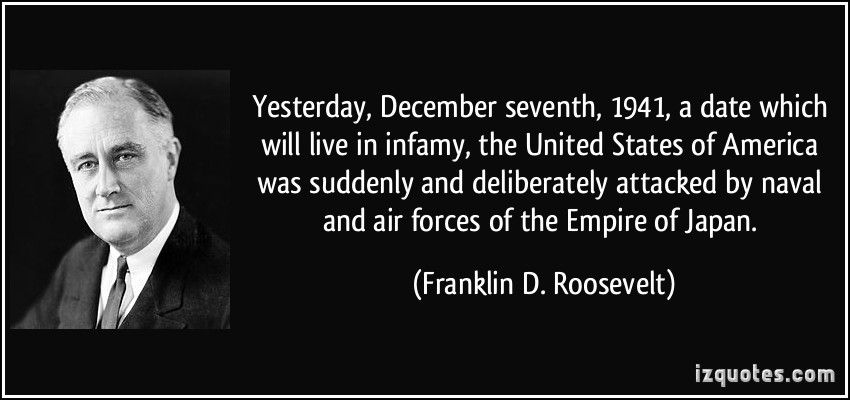 Yesterday, December seventh, 1941, a date which
will live in infamy, the United States of America
was suddenly and deliberately attacked by naval
and air forces of the Empire of Japan.
(Franklin D. Roosevelt)
izquotes.com